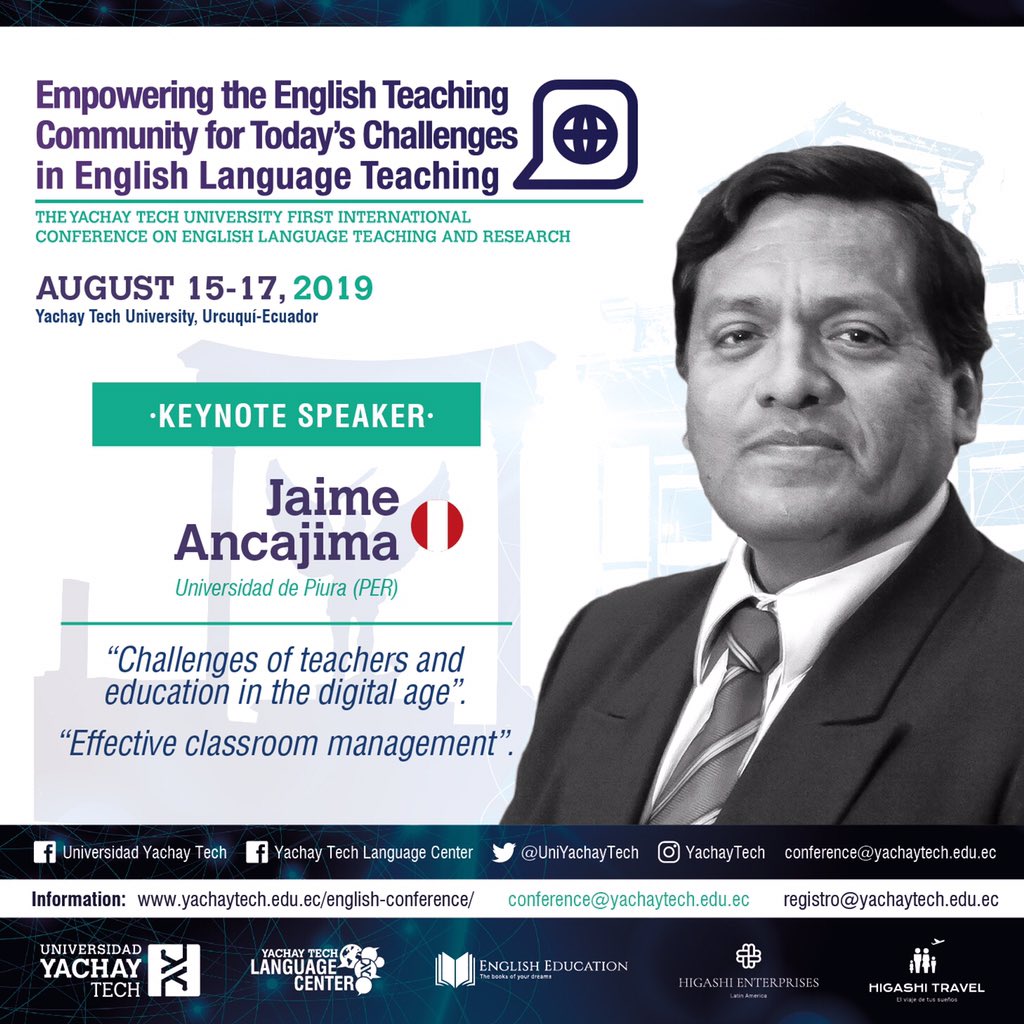 Empowering the English Teaching
Community for Today's Challenges
in English Language Teaching
THE YACHAY TECH UNIVERSITY FIRST INTERNATIONAL
CONFERENCE ON ENGLISH LANGUAGE TEACHING AND RESEARCH
AUGUST 15-17, 2019
Yachay Tech University, Urcuquí-Ecuador
·KEYNOTE SPEAKER·
Jaime
Ancajima
Universidad de Piura (PER)
“Challenges of teachers and
education in the digital age”.
“Effective classroom management”.
Universidad Yachay Tech Yachay Tech Language Center @UniYachayTech YachayTech conference@yachaytech.edu.ec
Information: www.yachaytech.edu.ec/english-conference/ conference@yachaytech.edu.ec registro@yachaytech.edu.ec
UNIVERSIDAD
YACHAY
TECH
YACHAY TECH
LANGUAGE
CENTER
ENGLISH EDUCATION
The books of your dreams
HIGASHI ENTERPRISES
Latin America
HIGASHI TRAVEL
El viaje de tus sueños